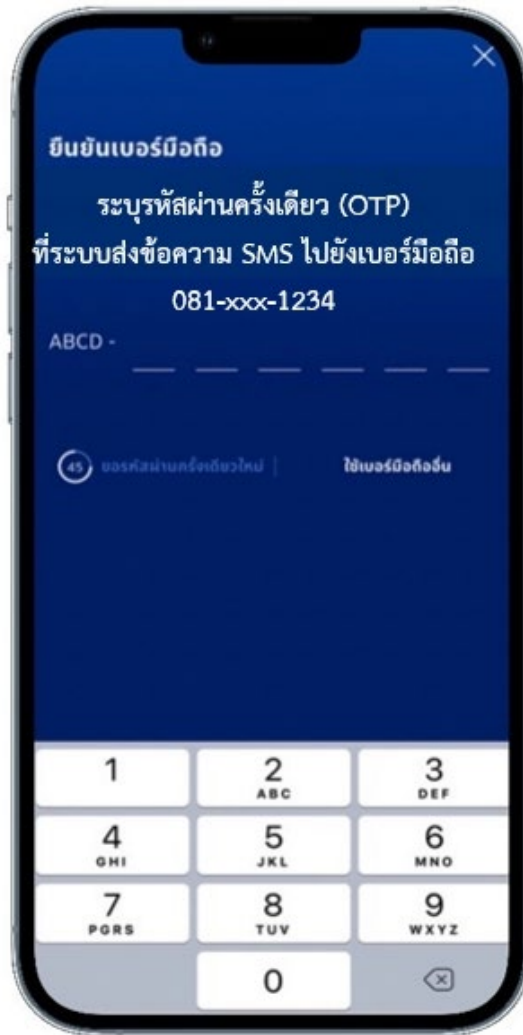 ยืนยันเบอร์มือถือ
ระบุรหัสผ่านครั้งเดียว (OTP)
ที่ระบบส่งข้อความ SMS ไปยังเบอร์มือถือ
081-xxx-1234
ABCD -
45 ขอรหัสผ่านครั้งเดียวใหม่ | ใช้เบอร์มือถืออื่น
1 2 3
ABC DEF
4 5 6
GHI JKL MNO
7 8 9
PGRS TUV WXYZ
0